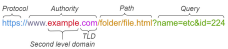 Protocol Authority Path Query
https://www.example.com/folder/file.html?name=etc&id=224
TLD
Second level domain